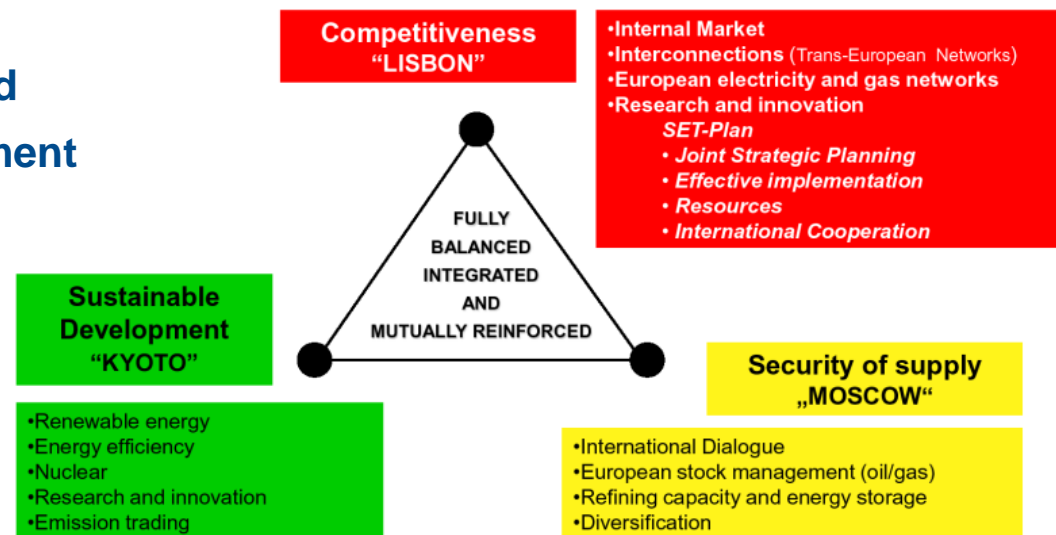 d
ment
Competitiveness
“LISBON”
•Internal Market
•Interconnections (Trans-European Networks)
•European electricity and gas networks
•Research and innovation
SET-Plan
• Joint Strategic Planning
• Effective implementation
• Resources
• International Cooperation
FULLY
BALANCED
INTEGRATED
AND
MUTUALLY REINFORCED
Sustainable
Development
“KYOTO”
•Renewable energy
•Energy efficiency
•Nuclear
•Research and innovation
•Emission trading
Security of supply
„MOSCOW“
•International Dialogue
•European stock management (oil/gas)
•Refining capacity and energy storage
•Diversification